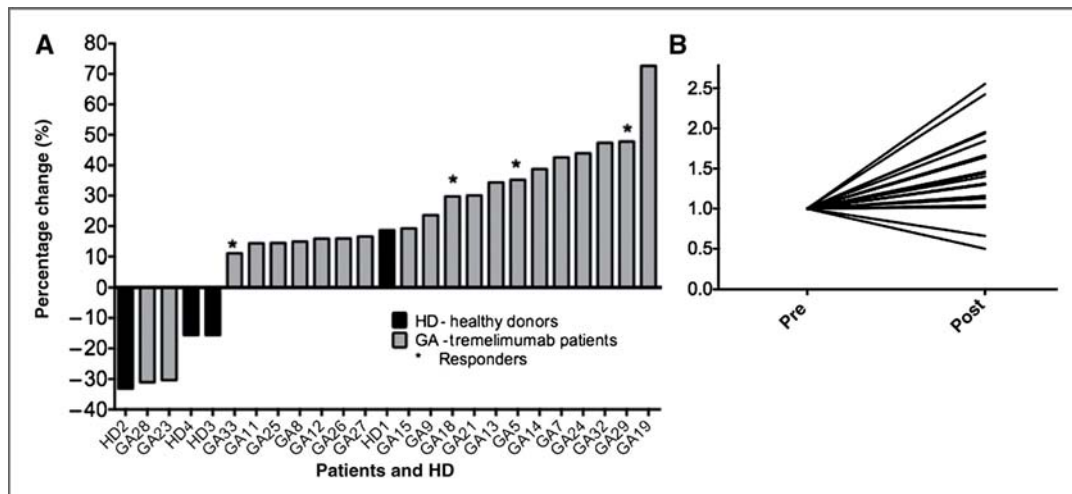 A
80
70
60
50
40
30
20
10
0
−10
−20
−30
−40
Percentage change (%)
*
*
*
*
HD - healthy donors
GA - tremelimumab patients
* Responders
HD2
GA28
GA23
HD4
HD3
GA33
GA11
GA25
GA8
GA12
GA26
GA27
HD1
GA15
GA9
GA18
GA21
GA13
GA5
GA14
GA7
GA24
GA32
GA29
GA19
Patients and HD
B
2.5
2.0
1.5
1.0
0.5
0.0
Pre
Post